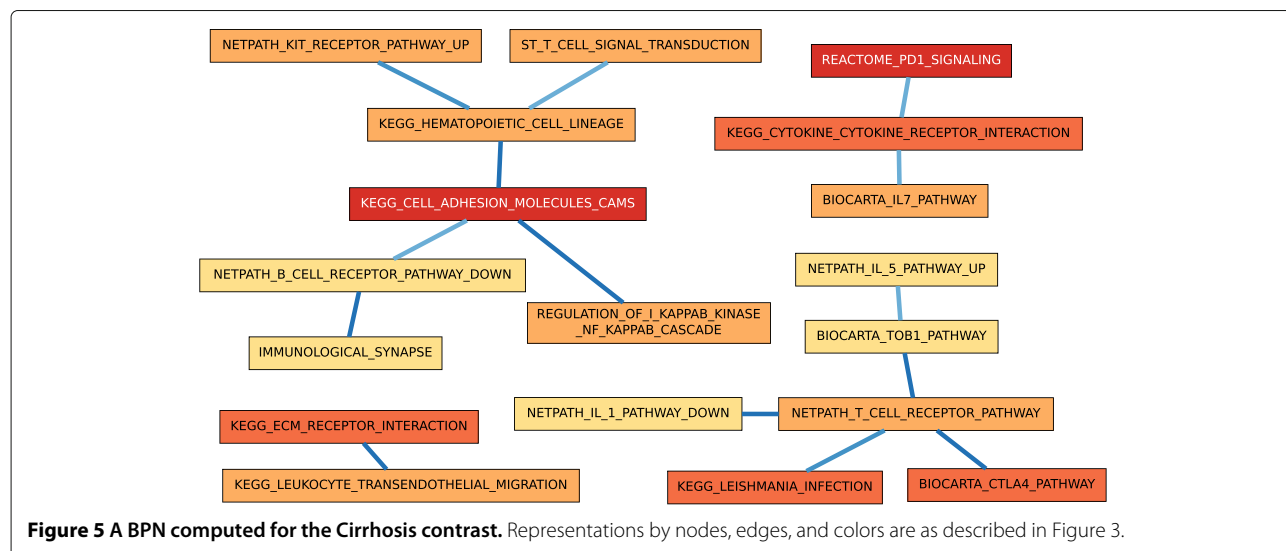 NETPATH_KIT_RECEPTOR_PATHWAY_UP
ST_T_CELL_SIGNAL_TRANSDUCTION
REACTOME_PD1_SIGNALING
KEGG_HEMATOPOIETIC_CELL_LINEAGE
KEGG_CYTOKINE_CYTOKINE_RECEPTOR_INTERACTION
KEGG_CELL_ADHESION_MOLECULES_CAMS
BIOCARTA_IL7_PATHWAY
NETPATH_B_CELL_RECEPTOR_PATHWAY_DOWN
NETPATH_IL_5_PATHWAY_UP
REGULATION_OF_I_KAPPAB_KINASE
_NF_KAPPAB_CASCADE
BIOCARTA_TOB1_PATHWAY
IMMUNOLOGICAL_SYNAPSE
NETPATH_IL_1_PATHWAY_DOWN
NETPATH_T_CELL_RECEPTOR_PATHWAY
KEGG_ECM_RECEPTOR_INTERACTION
KEGG_LEUKOCYTE_TRANSENDOTHELIAL_MIGRATION
KEGG_LEISHMANIA_INFECTION
BIOCARTA_CTLA4_PATHWAY
Figure 5 A BPN computed for the Cirrhosis contrast. Representations by nodes, edges, and colors are as described in Figure 3.